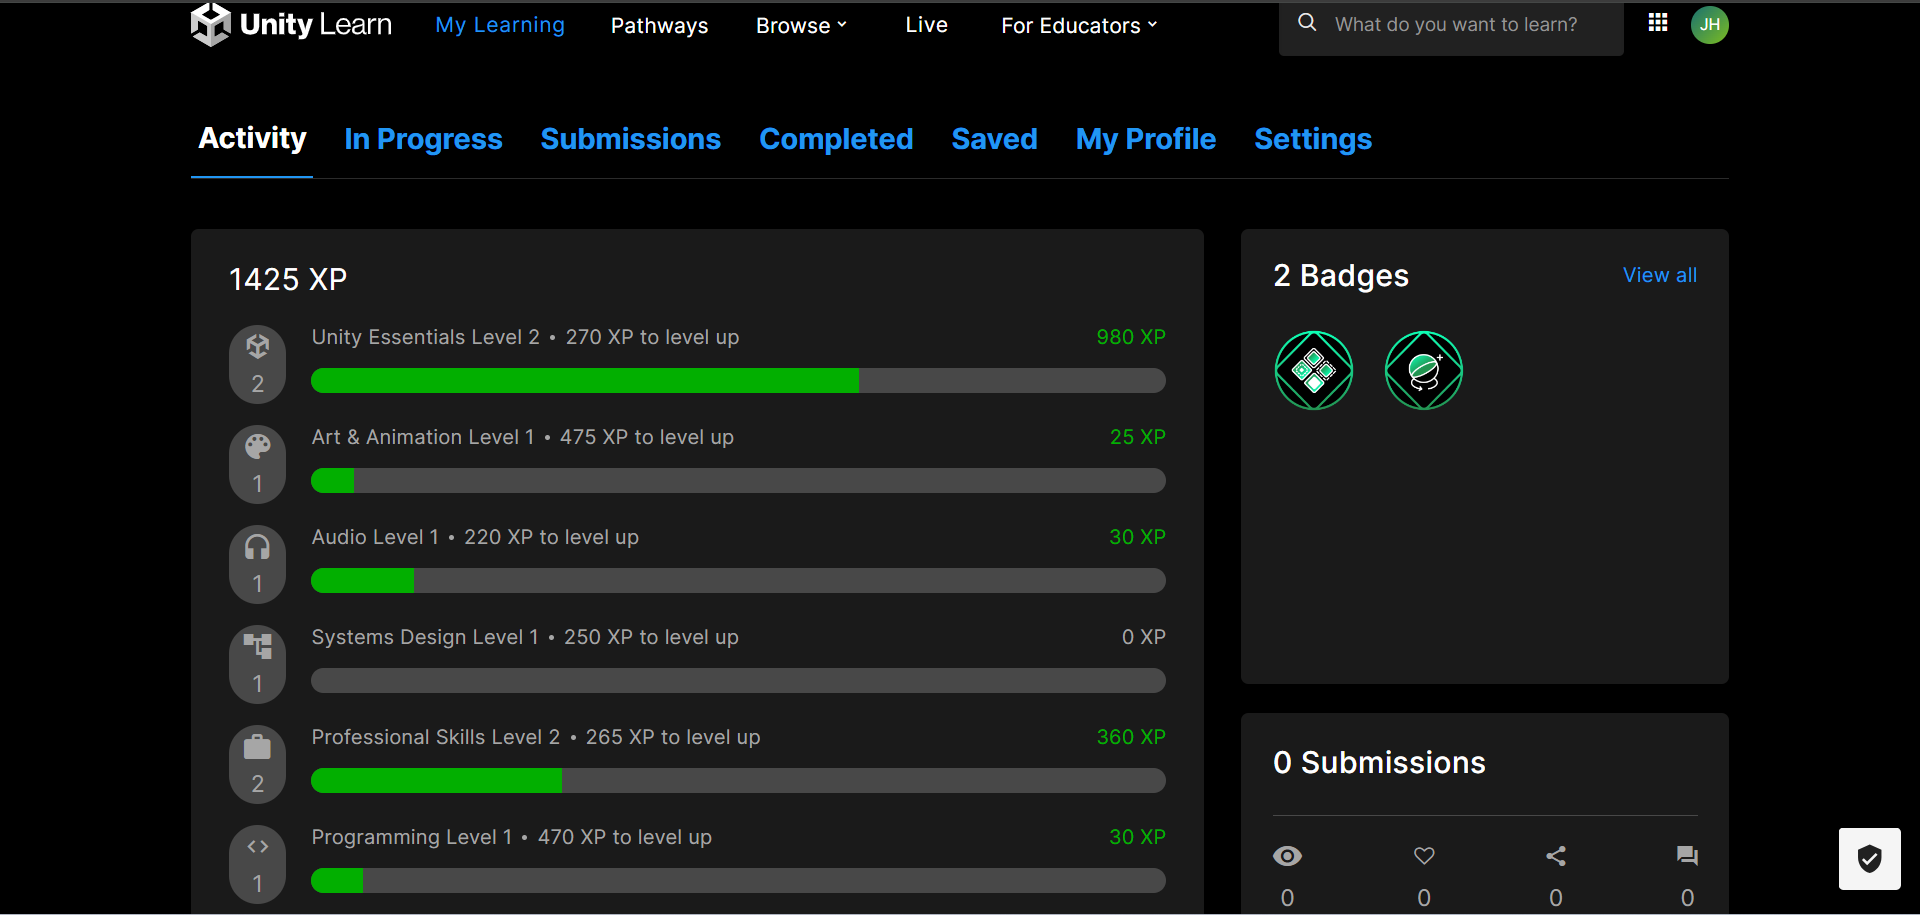 Unity Learn My Learning Pathways Browse Live For Educators What do you want to learn? JH
Activity In Progress Submissions Completed Saved My Profile Settings
1425 XP
2
Unity Essentials Level 2 • 270 XP to level up 980 XP
1
Art & Animation Level 1 • 475 XP to level up 25 XP
1
Audio Level 1 • 220 XP to level up 30 XP
1
Systems Design Level 1 • 250 XP to level up 0 XP
2
Professional Skills Level 2 • 265 XP to level up 360 XP
1
Programming Level 1 • 470 XP to level up 30 XP
2 Badges View all
0 Submissions
0 0 0 0